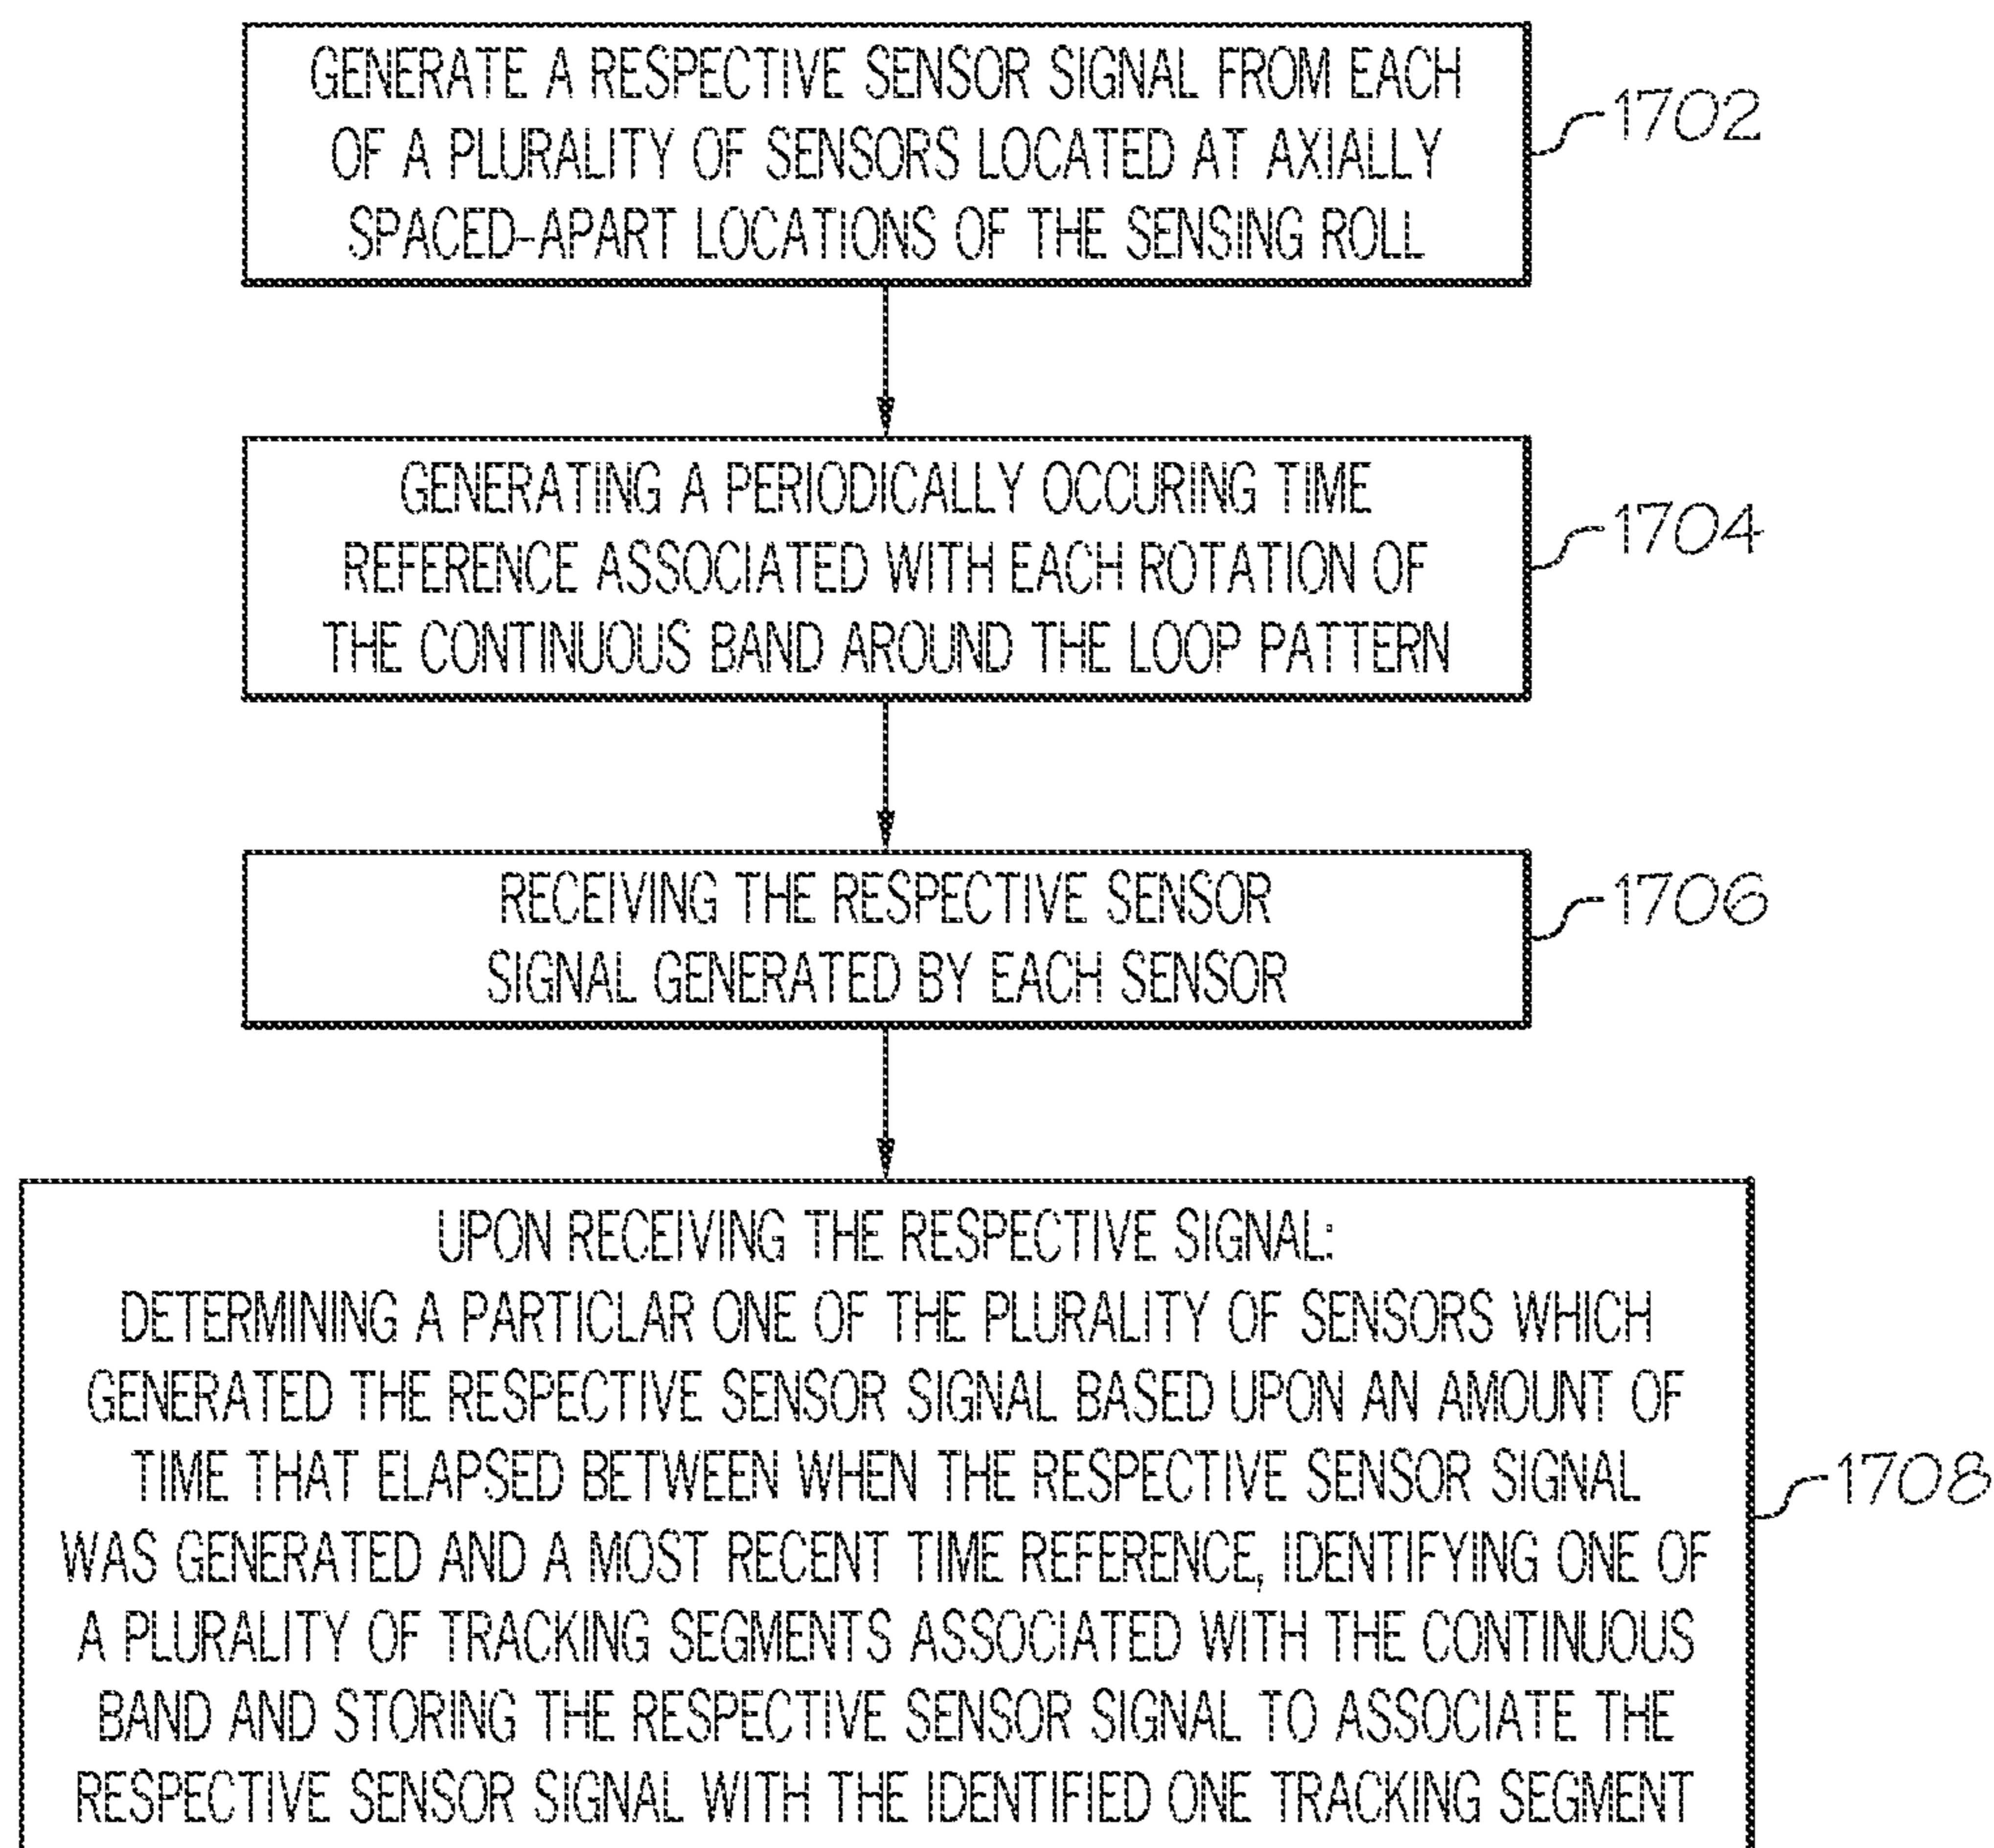 GENERATE A RESPECTIVE SENSOR SIGNAL FROM EACH
OF A PLURALITY OF SENSORS LOCATED AT AXIALLY
SPACED-APART LOCATIONS OF THE SENSING ROLL
1702
GENERATING A PERIODICALLY OCCURING TIME
REFERENCE ASSOCIATED WITH EACH ROTATION OF
THE CONTINUOUS BAND AROUND THE LOOP PATTERN
1704
RECEIVING THE RESPECTIVE SENSOR
SIGNAL GENERATED BY EACH SENSOR
1706
UPON RECEIVING THE RESPECTIVE SIGNAL:
DETERMINING A PARTICLAR ONE OF THE PLURALITY OF SENSORS WHICH
GENERATED THE RESPECTIVE SENSOR SIGNAL BASED UPON AN AMOUNT OF
TIME THAT ELAPSED BETWEEN WHEN THE RESPECTIVE SENSOR SIGNAL
WAS GENERATED AND A MOST RECENT TIME REFERENCE, IDENTIFYING ONE OF
A PLURALITY OF TRACKING SEGMENTS ASSOCIATED WITH THE CONTINUOUS
BAND AND STORING THE RESPECTIVE SENSOR SIGNAL TO ASSOCIATE THE
RESPECTIVE SENSOR SIGNAL WITH THE IDENTIFIED ONE TRACKING SEGMENT
1708